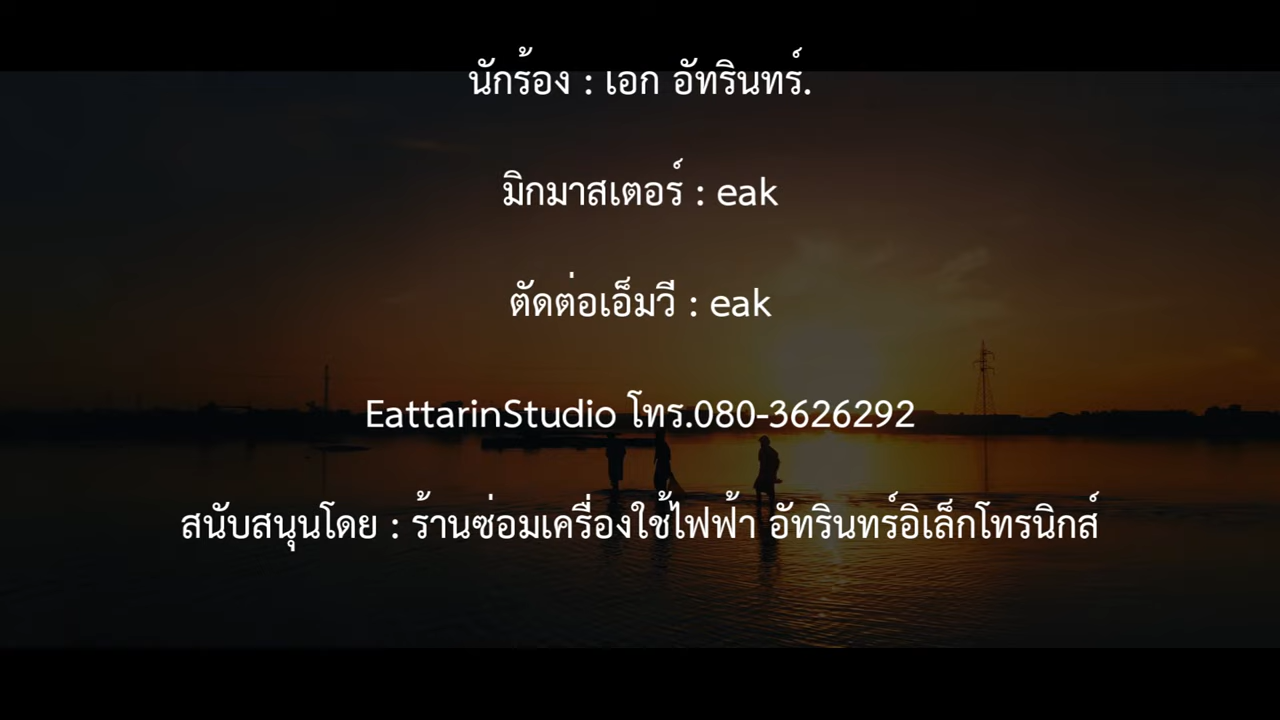 นักร้อง : เอก อัทรินทร์.
มิกมาสเตอร์ : eak
ตัดต่อเอ็มวี : eak
EattarinStudio โทร.080-3626292
สนับสนุนโดย : ร้านซ่อมเครื่องใช้ไฟฟ้า อัทรินทร์อิเล็กโทรนิกส์